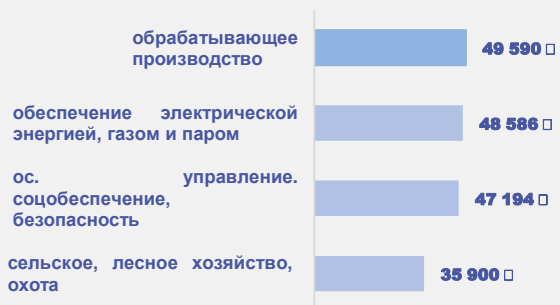 обрабатывающее
производство
49 590 
обеспечение электрической
энергией, газом и паром
48 586 
ос. управление.
соцобеспечение,
безопасность
47 194 
сельское, лесное хозяйство,
охота
35 900